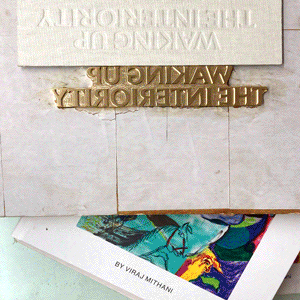 WAKING UP
THE INTERIORITY
WAKING UP
THE INTERIORITY
BY VIRAJ MITHANI